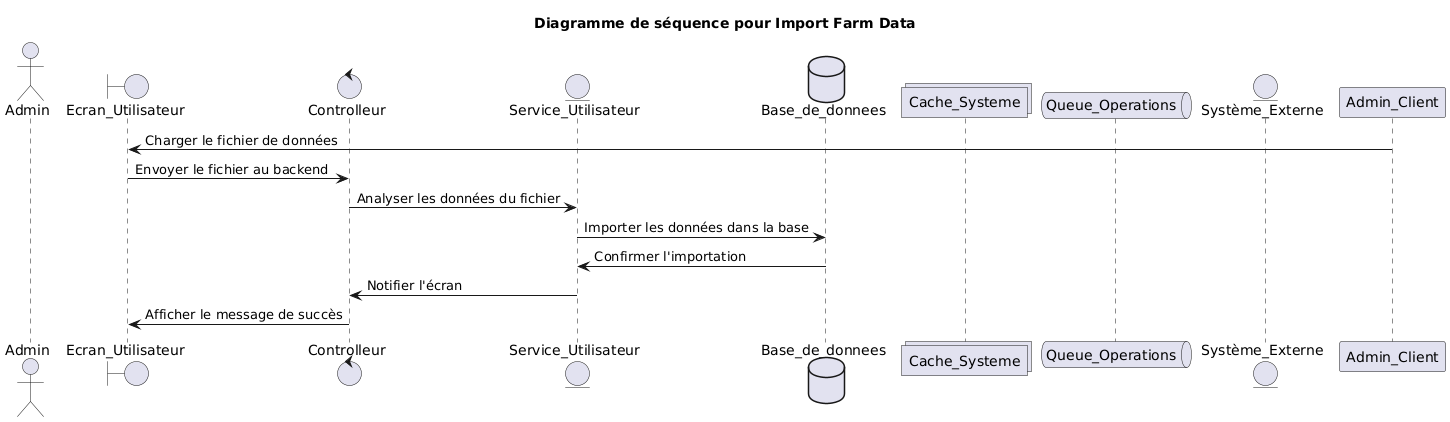 Diagramme de séquence pour Import Farm Data
Admin
Ecran_Utilisateur
Controlleur
Service_Utilisateur
Base_de_donnees
Cache_Systeme
Queue_Operations
Système_Externe
Admin_Client
Charger le fichier de données
Envoyer le fichier au backend
Analyser les données du fichier
Importer les données dans la base
Confirmer l'importation
Notifier l'écran
Afficher le message de succès
Admin
Ecran_Utilisateur
Controlleur
Service_Utilisateur
Base_de_donnees
Cache_Systeme
Queue_Operations
Système_Externe
Admin_Client